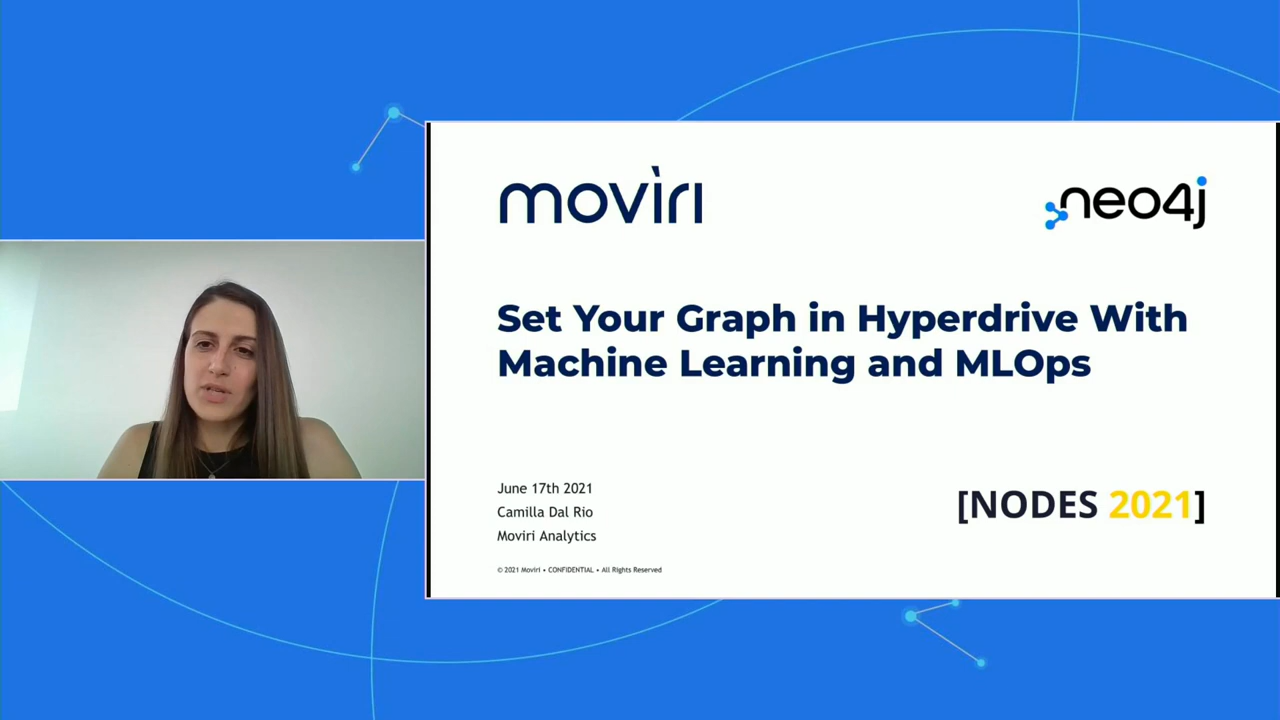 moviri
neo4j
Set Your Graph in Hyperdrive With
Machine Learning and MLOps
June 17th 2021
Camilla Dal Rio
Moviri Analytics
[NODES 2021]
© 2021 Moviri • CONFIDENTIAL • All Rights Reserved